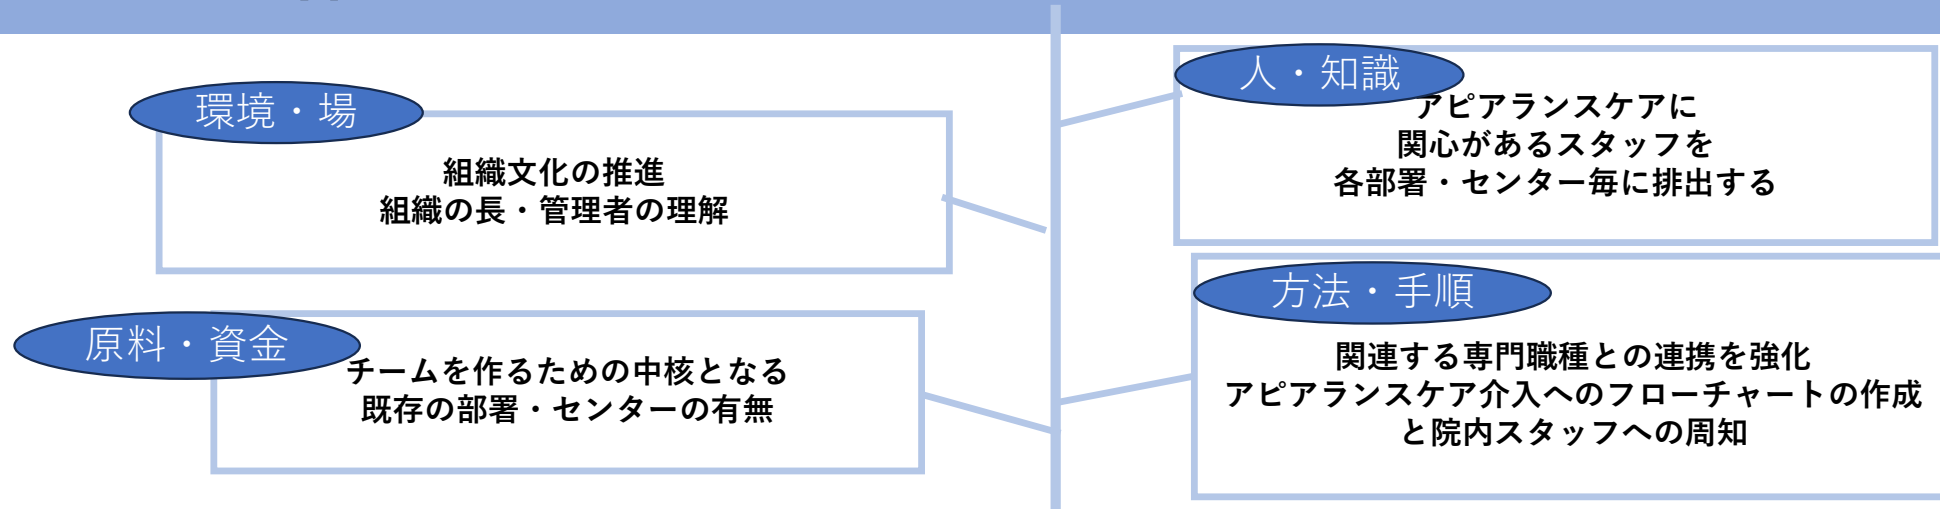 環境・場
組織文化の推進
組織の長・管理者の理解
人・知識
アピアランスケアに
関心があるスタッフを
各部署・センター毎に排出する
原料・資金
チームを作るための中核となる
既存の部署・センターの有無
方法・手順
関連する専門職種との連携を強化
アピアランスケア介入へのフローチャートの作成
と院内スタッフへの周知